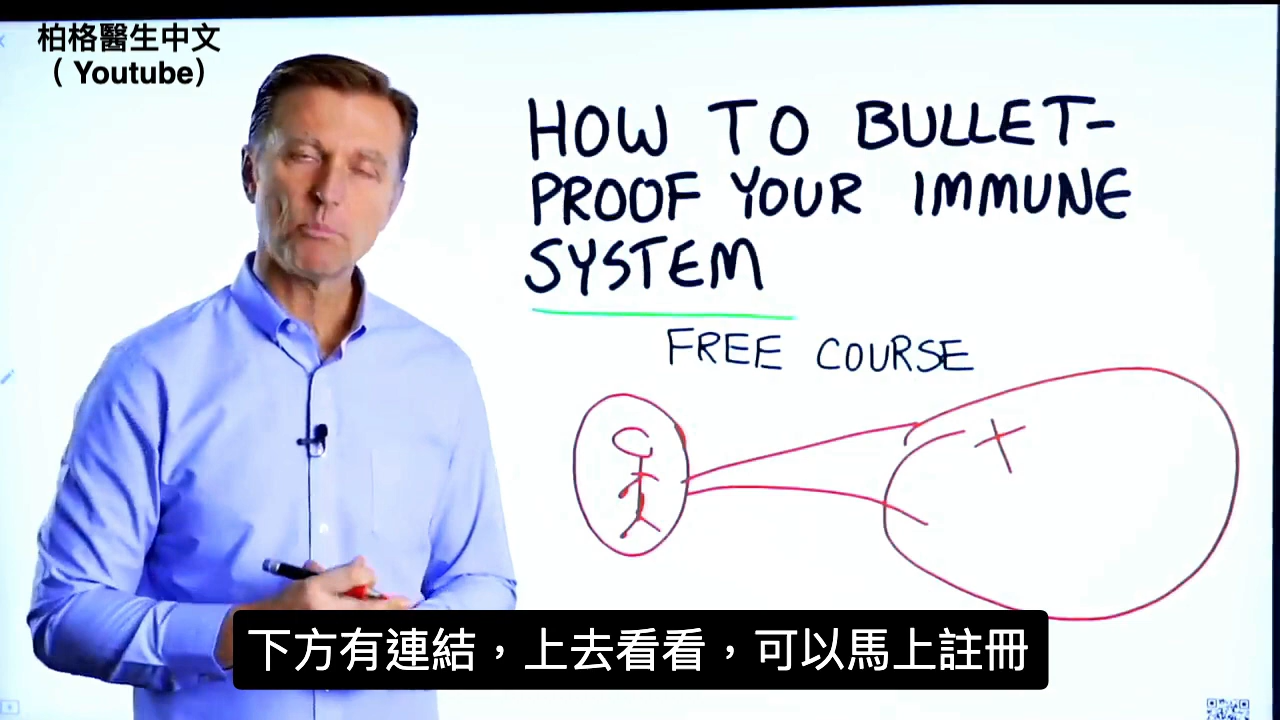 柏格醫生中文
（ Youtube）
HOW TO BULLET-
PROOF YOUR IMMUNE
SYSTEM
FREE COURSE
下方有連結，上去看看，可以馬上註冊